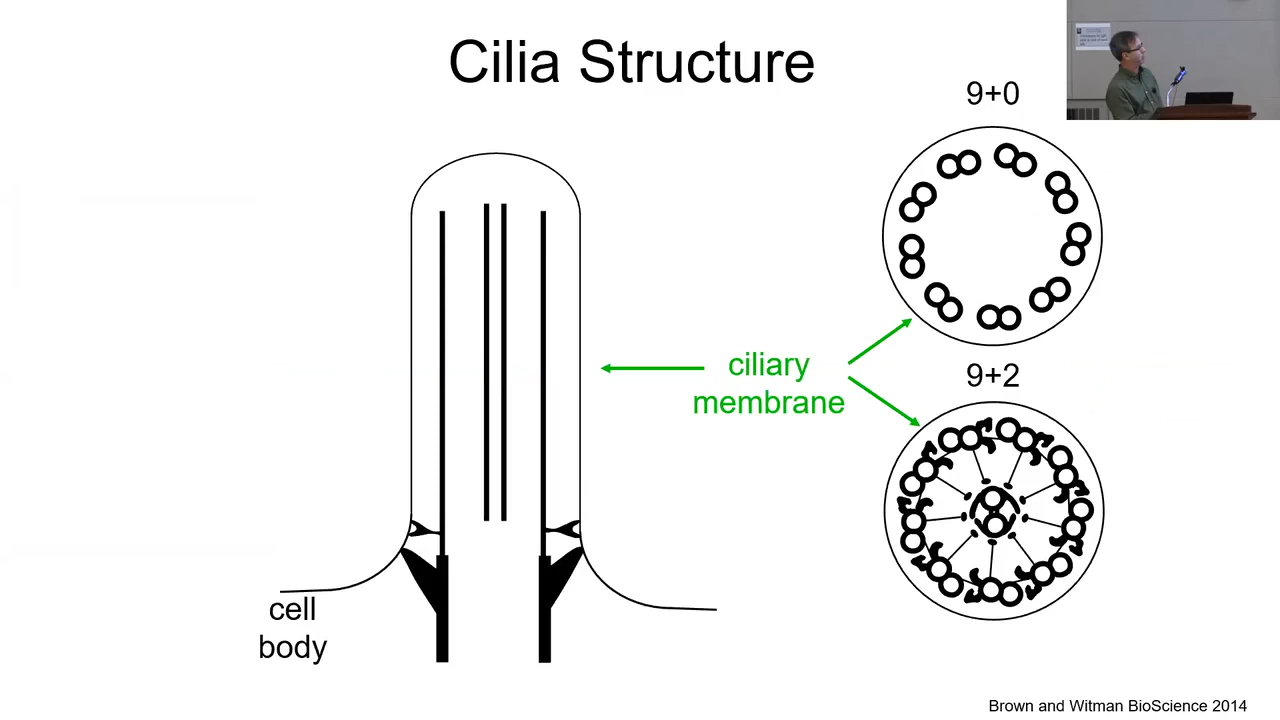 Cilia Structure
9+0
ciliary
membrane
9+2
cell
body
Brown and Witman BioScience 2014